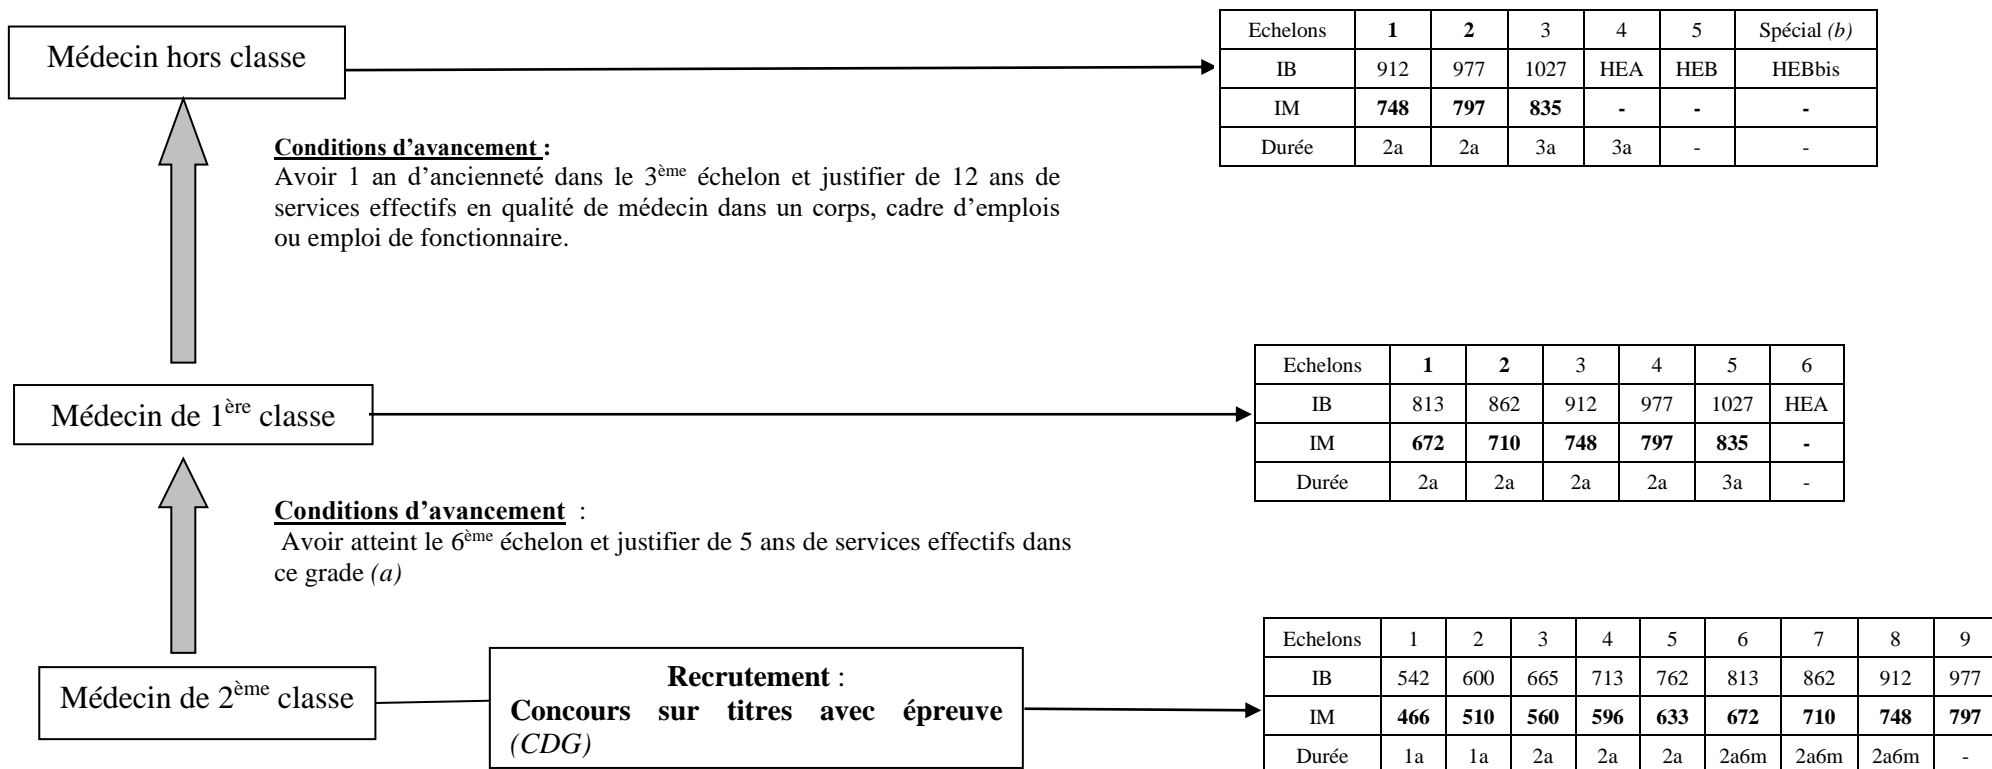 Médecin hors classe
Echelons 1 2 3 4 5 Spécial (b)
IB 912 977 1027 HEA HEB HEBbis
IM 748 797 835 - - -
Durée 2a 2a 3a 3a - -
Conditions d’avancement :
Avoir 1 an d’ancienneté dans le 3ème échelon et justifier de 12 ans de
services effectifs en qualité de médecin dans un corps, cadre d’emplois
ou emploi de fonctionnaire.
Médecin de 1ère classe
Echelons 1 2 3 4 5 6
IB 813 862 912 977 1027 HEA
IM 672 710 748 797 835 -
Durée 2a 2a 2a 2a 3a -
Conditions d’avancement :
Avoir atteint le 6ème échelon et justifier de 5 ans de services effectifs dans
ce grade (a)
Médecin de 2ème classe
Recrutement :
Concours sur titres avec épreuve
(CDG)
Echelons 1 2 3 4 5 6 7 8 9
IB 542 600 665 713 762 813 862 912 977
IM 466 510 560 596 633 672 710 748 797
Durée 1a 1a 2a 2a 2a 2a6m 2a6m 2a6m -